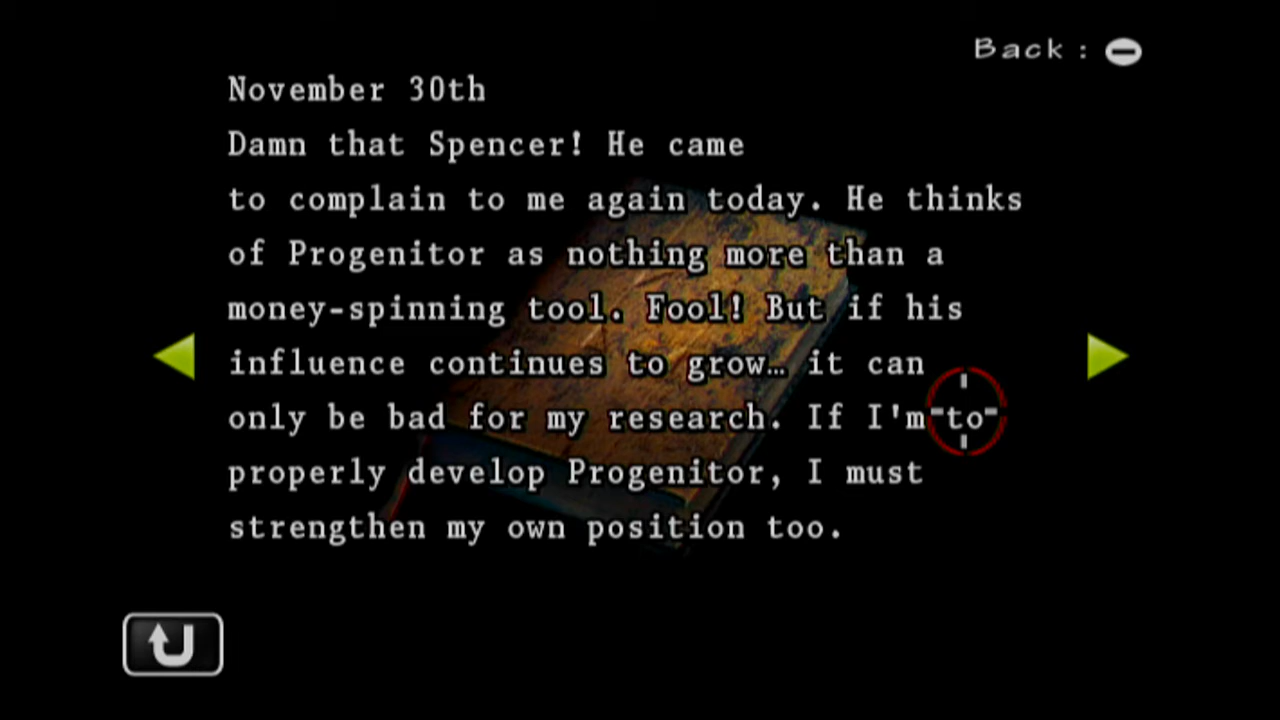 Back :
November 30th
Damn that Spencer! He came
to complain to me again today. He thinks
of Progenitor as nothing more than a
money-spinning tool. Fool! But if his
influence continues to grow… it can
only be bad for my research. If I'm to
properly develop Progenitor, I must
strengthen my own position too.